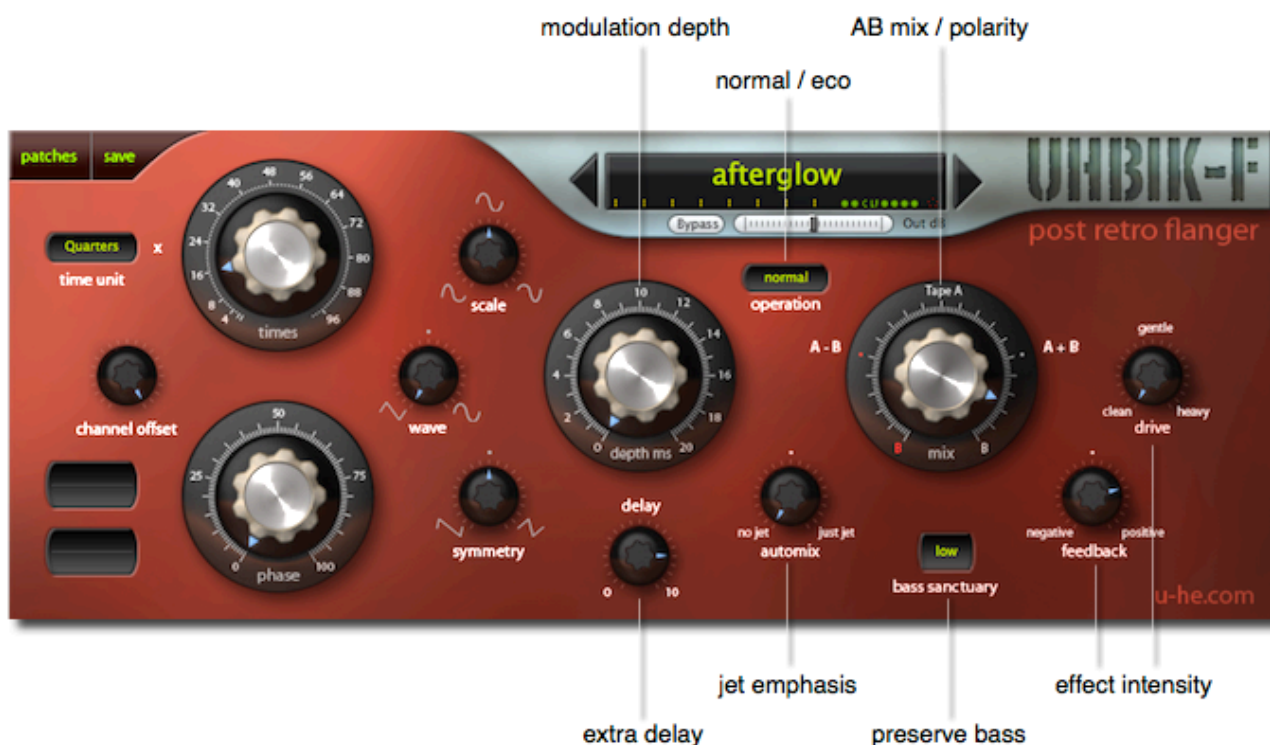 modulation depth
AB mix / polarity
normal / eco
patches
save
afterglow
UHBIK-F
C LF
Bypass
Out dB
post retro flanger
Quarters
x
time unit
4
8
16
24
32
40
48
56
64
72
80
88
96
times
scale
normal
operation
channel offset
wave
0
2
4
6
8
10
12
14
16
18
20
depth ms
Tape A
A - B
A + B
B
mix
B
gentle
clean
heavy
drive
0
25
50
75
100
phase
symmetry
delay
0
10
no jet
just jet
automix
low
bass sanctuary
negative
positive
feedback
u-he.com
jet emphasis
effect intensity
extra delay
preserve bass